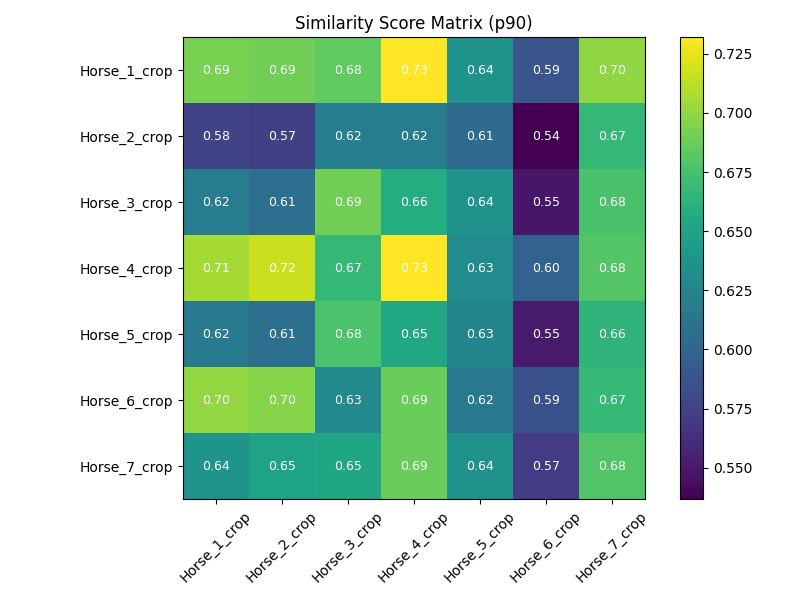 Similarity Score Matrix (p90)
Horse_1_crop 0.69 0.69 0.68 0.73 0.64 0.59 0.70
Horse_2_crop 0.58 0.57 0.62 0.62 0.61 0.54 0.67
Horse_3_crop 0.62 0.61 0.69 0.66 0.64 0.55 0.68
Horse_4_crop 0.71 0.72 0.67 0.73 0.63 0.60 0.68
Horse_5_crop 0.62 0.61 0.68 0.65 0.63 0.55 0.66
Horse_6_crop 0.70 0.70 0.63 0.69 0.62 0.59 0.67
Horse_7_crop 0.64 0.65 0.65 0.69 0.64 0.57 0.68
Horse_1_crop Horse_2_crop Horse_3_crop Horse_4_crop Horse_5_crop Horse_6_crop Horse_7_crop
0.725
0.700
0.675
0.650
0.625
0.600
0.575
0.550